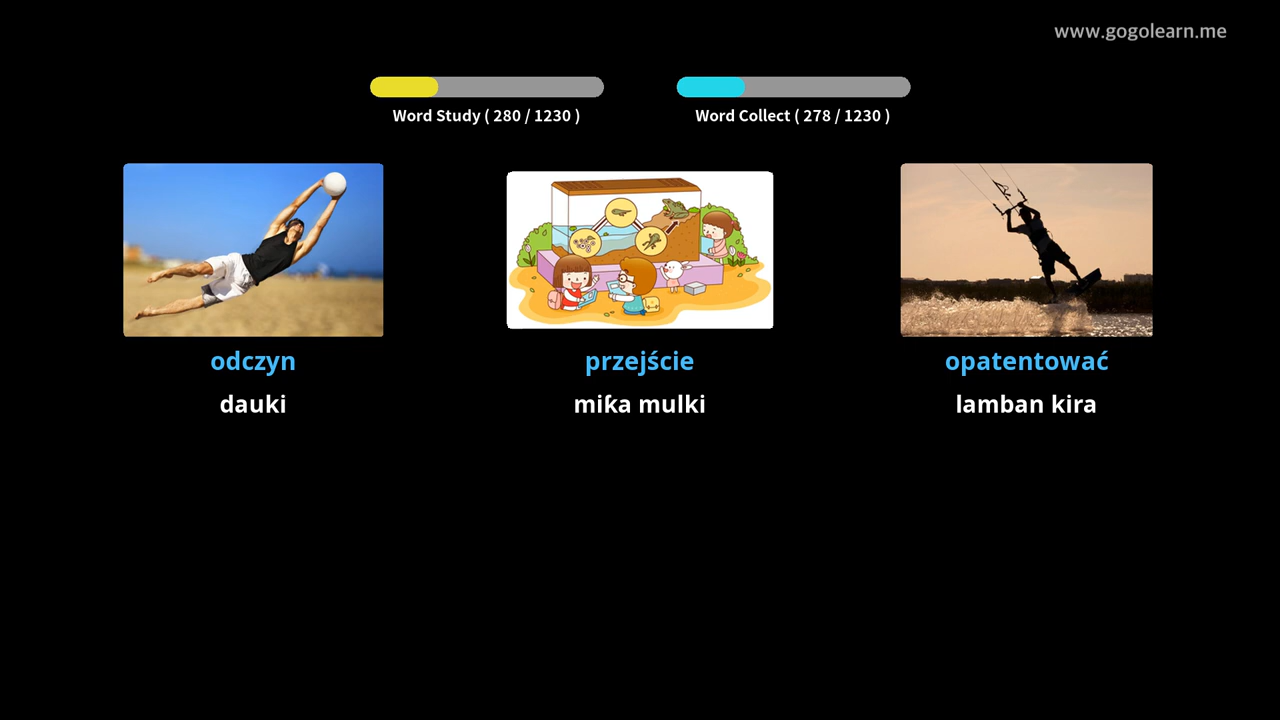 www.gogolearn.me
Word Study ( 280 / 1230 )
Word Collect ( 278 / 1230 )
odczyn
przejście
opatentować
dauki
miƙa mulki
lamban kira